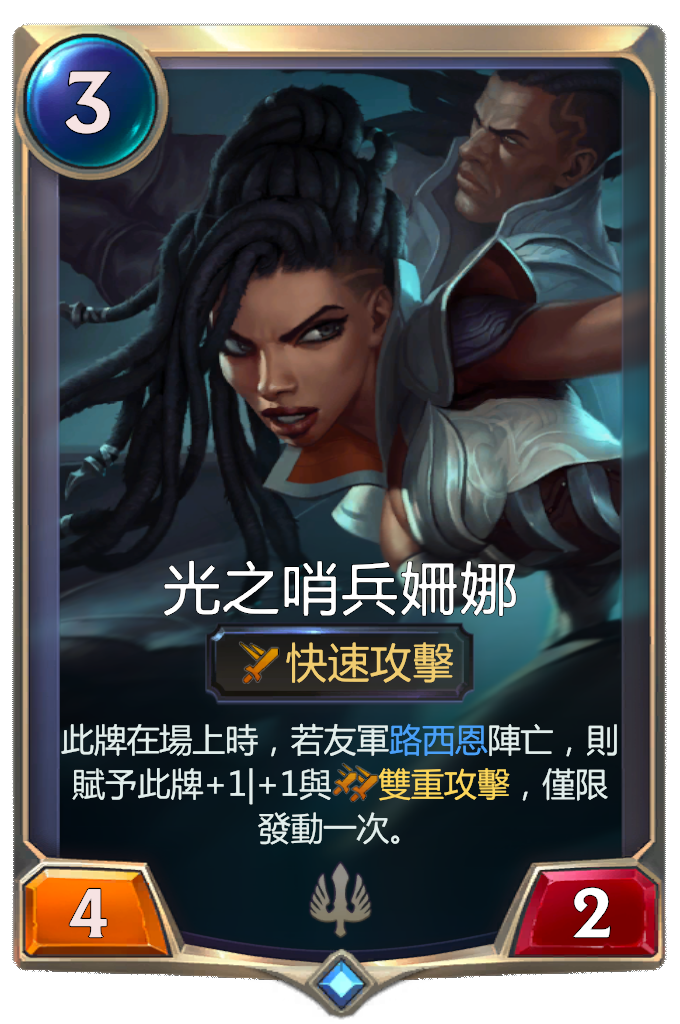 3
光之哨兵姍娜
快速攻擊
此牌在場上時，若友軍路西恩陣亡，則
賦予此牌+1|+1與雙重攻擊，僅限
發動一次。
4
2